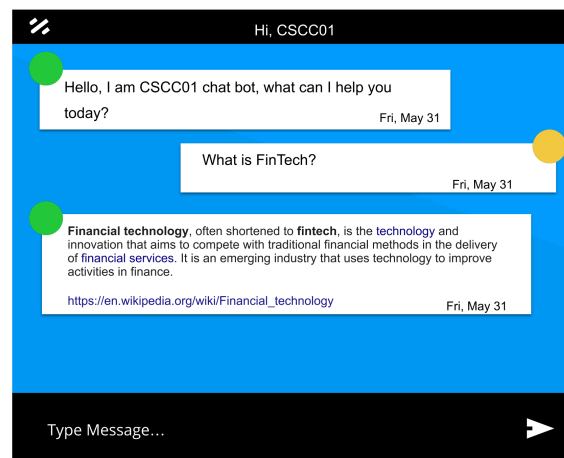 Hi, CSCC01
Hello, I am CSCC01 chat bot, what can I help you
today?
Fri, May 31
What is FinTech?
Fri, May 31
Financial technology, often shortened to fintech, is the technology and
innovation that aims to compete with traditional financial methods in the delivery
of financial services. It is an emerging industry that uses technology to improve
activities in finance.
https://en.wikipedia.org/wiki/Financial_technology
Fri, May 31
Type Message...